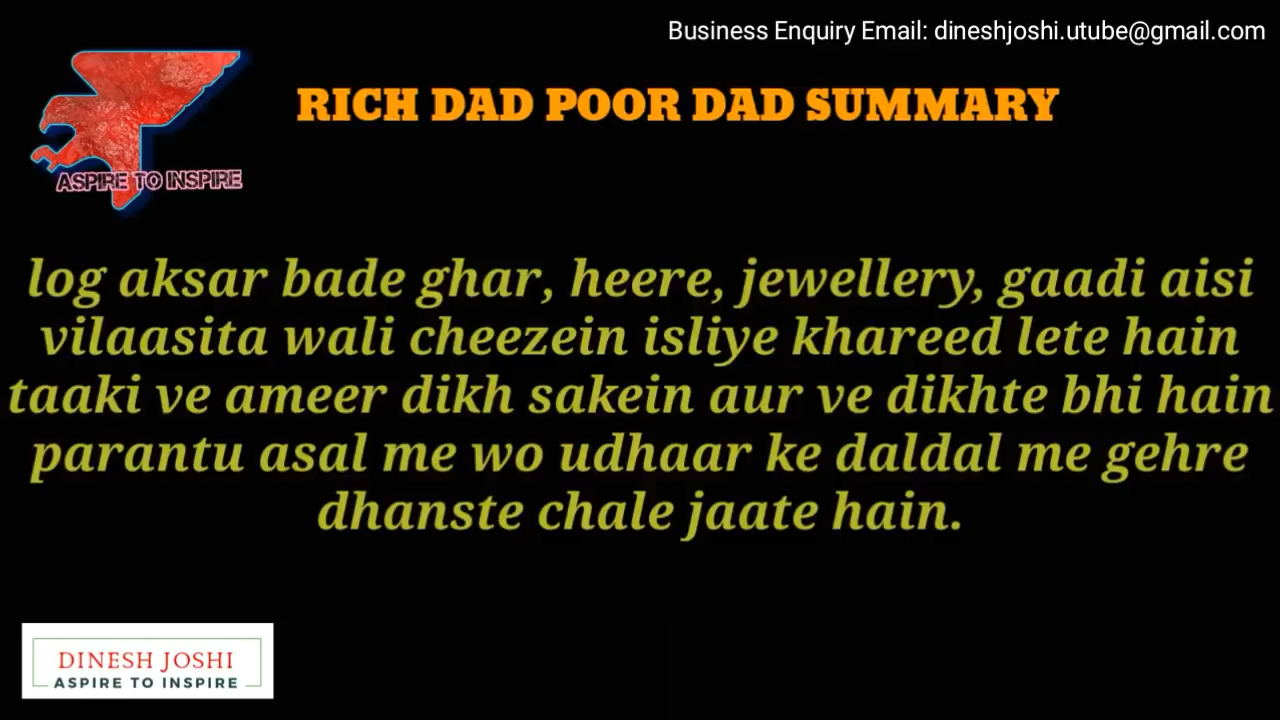 Business Enquiry Email: dineshjoshi.utube@gmail.com
RICH DAD POOR DAD SUMMARY
ASPIRE TO INSPIRE
log aksar bade ghar, heere, jewellery, gaadi aisi
vilaasita wali cheezein isliye khareed lete hain
taaki ve ameer dikh sakein aur ve dikhte bhi hain
parantu asal me wo udhaar ke daldal me gehre
dhanste chale jaate hain.
DINESH JOSHI
ASPIRE TO INSPIRE